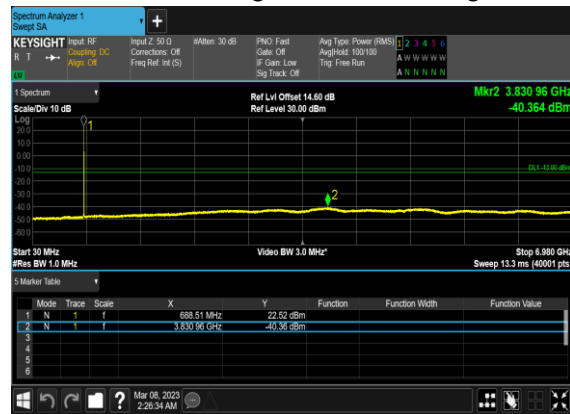 Spectrum Analyzer 1
Swept SA
+
KEYSIGHT Input: RF Input Z: 50 Ω #Atten: 30 dB PNO: Fast Avg Type: Power (RMS) 1 2 3 4 5 6
R T Coupling: DC Corrections: Off Gate: Off Avg|Hold: 100/100 A W W W W W
Align: Off Freq Ref: Int (S) IF Gain: Low Trig: Free Run
LW Sig Track: Off A N N N N N
1 Spectrum Ref Lvl Offset 14.60 dB Mkr2 3.830 96 GHz
Scale/Div 10 dB Ref Level 30.00 dBm -40.364 dBm
Log
1
20.0
10.0
0.00
-10.0 DL1 -13.00 dBm
-20.0
-30.0
2
-40.0
-50.0
-60.0
Start 30 MHz Video BW 3.0 MHz* Stop 6.980 GHz
#Res BW 1.0 MHz Sweep 13.3 ms (40001 pts)
5 Marker Table
Mode Trace Scale X Y Function Function Width Function Value
1 N 1 f 688.51 MHz 22.52 dBm
2 N 1 f 3.830 96 GHz -40.36 dBm
3
4
5
6
? Mar 08, 2023
2:26:34 AM